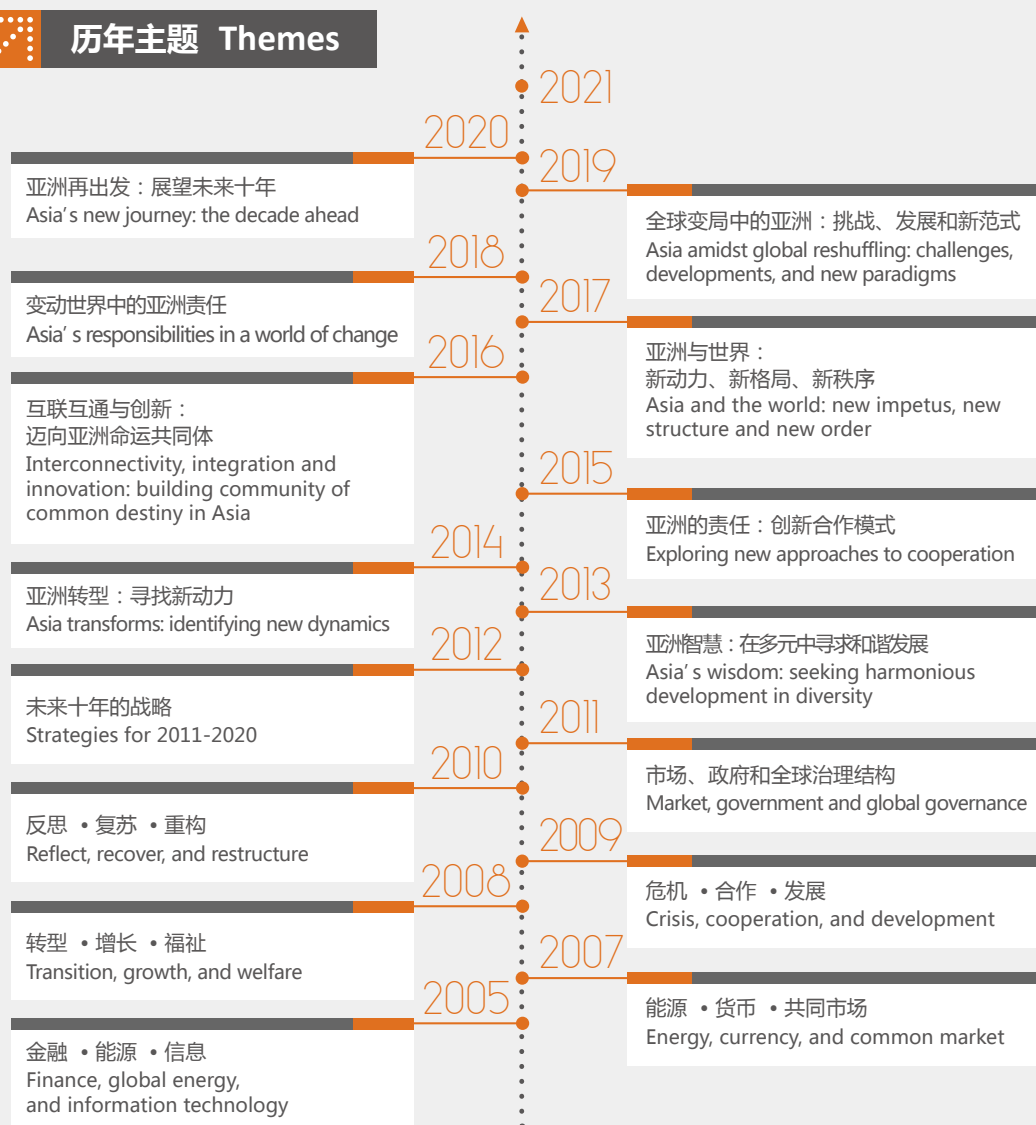 历年主题 Themes
2021
2020
亚洲再出发：展望未来十年
Asia's new journey: the decade ahead
2019
全球变局中的亚洲：挑战、发展和新范式
Asia amidst global reshuffling: challenges,
developments, and new paradigms
2018
变动世界中的亚洲责任
Asia's responsibilities in a world of change
2017
亚洲与世界：
新动力、新格局、新秩序
Asia and the world: new impetus, new
structure and new order
2016
互联互通与创新：
迈向亚洲命运共同体
Interconnectivity, integration and
innovation: building community of
common destiny in Asia
2015
亚洲的责任：创新合作模式
Exploring new approaches to cooperation
2014
亚洲转型：寻找新动力
Asia transforms: identifying new dynamics
2013
亚洲智慧：在多元中寻求和谐发展
Asia's wisdom: seeking harmonious
development in diversity
2012
未来十年的战略
Strategies for 2011-2020
2011
市场、政府和全球治理结构
Market, government and global governance
2010
反思 •复苏 •重构
Reflect, recover, and restructure
2009
危机 •合作 •发展
Crisis, cooperation, and development
2008
转型 •增长 •福祉
Transition, growth, and welfare
2007
能源 •货币 •共同市场
Energy, currency, and common market
2005
金融 •能源 •信息
Finance, global energy,
and information technology